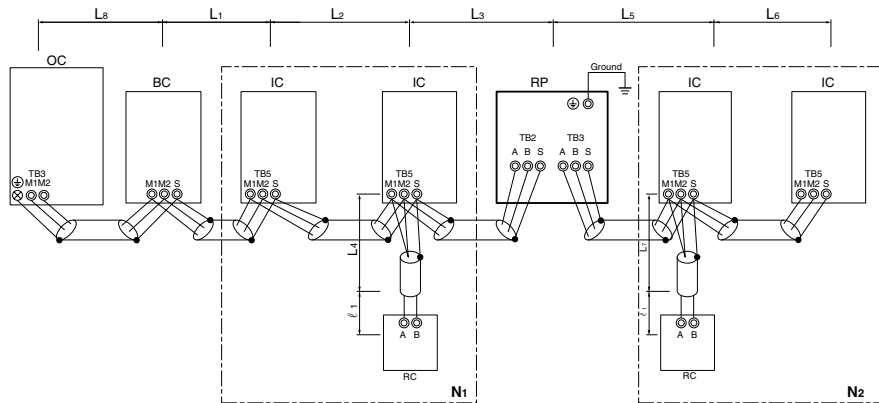 L8 L1 L2 L3 L5 L6
OC
BC
IC
IC
RP
IC
IC
Ground
TB2
TB3
A B S
A B S
TB3
M1M2
M1M2 S
TB5
M1M2 S
TB5
M1M2 S
TB5
M1M2 S
TB5
M1M2 S
L4
L7
ℓ1
ℓ1
A B
RC
N1
A B
RC
N2